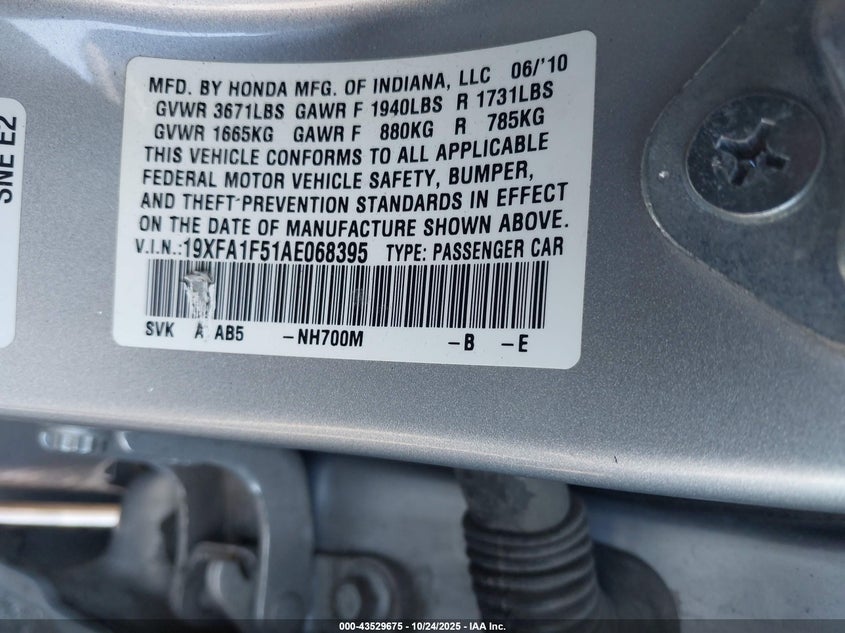 SNE E2
MFD. BY HONDA MFG. OF INDIANA, LLC 06/'10
GVWR 3671LBS GAWR F 1940LBS R 1731LBS
GVWR 1665KG GAWR F 880KG R 785KG
THIS VEHICLE CONFORMS TO ALL APPLICABLE
FEDERAL MOTOR VEHICLE SAFETY, BUMPER,
AND THEFT PREVENTION STANDARDS IN EFFECT
ON THE DATE OF MANUFACTURE SHOWN ABOVE.
V.I.N.:19XFA1F51AE068395 TYPE: PASSENGER CAR
SVK A AB5 -NH700M -B -E
000-43529675 - 10/24/2025 - IAA Inc.